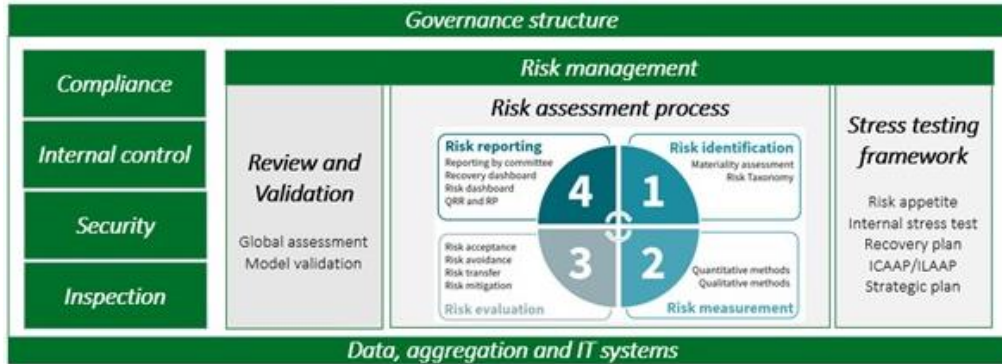 Governance structure
Compliance
Internal control
Security
Inspection
Risk management
Review and
Validation
Global assessment
Model validation
Risk assessment process
Risk reporting
Reporting by committee
Recovery dashboard
Risk dashboard
QRR and RP
4
Risk identification
Materiality assessment
Risk Taxonomy
1
Risk acceptance
Risk avoidance
Risk transfer
Risk mitigation
Risk evaluation
3
2
Quantitative methods
Qualitative methods
Risk measurement
Stress testing
framework
Risk appetite
Internal stress test
Recovery plan
ICAAP/ILAAP
Strategic plan
Data, aggregation and IT systems